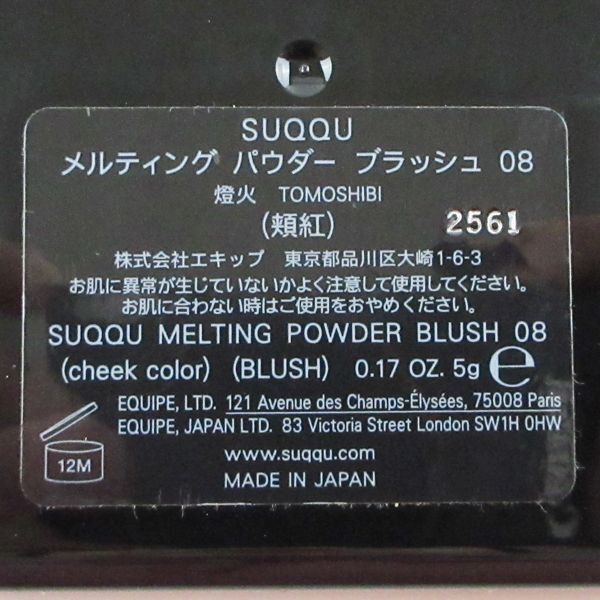 SUQQU
メルティング パウダー ブラッシュ 08
燈火 TOMOSHIBI
(頬紅) 2561
株式会社エキップ 東京都品川区大崎1-6-3
お肌に異常が生じていないかよく注意して使用してください。
お肌に合わない時はご使用をおやめください。
SUQQU MELTING POWDER BLUSH 08
(cheek color) (BLUSH) 0.17 OZ. 5g ℮
EQUIPE, LTD. 121 Avenue des Champs-Élysées, 75008 Paris
EQUIPE, JAPAN LTD. 83 Victoria Street London SW1H 0HW
12M
www.suqqu.com
MADE IN JAPAN